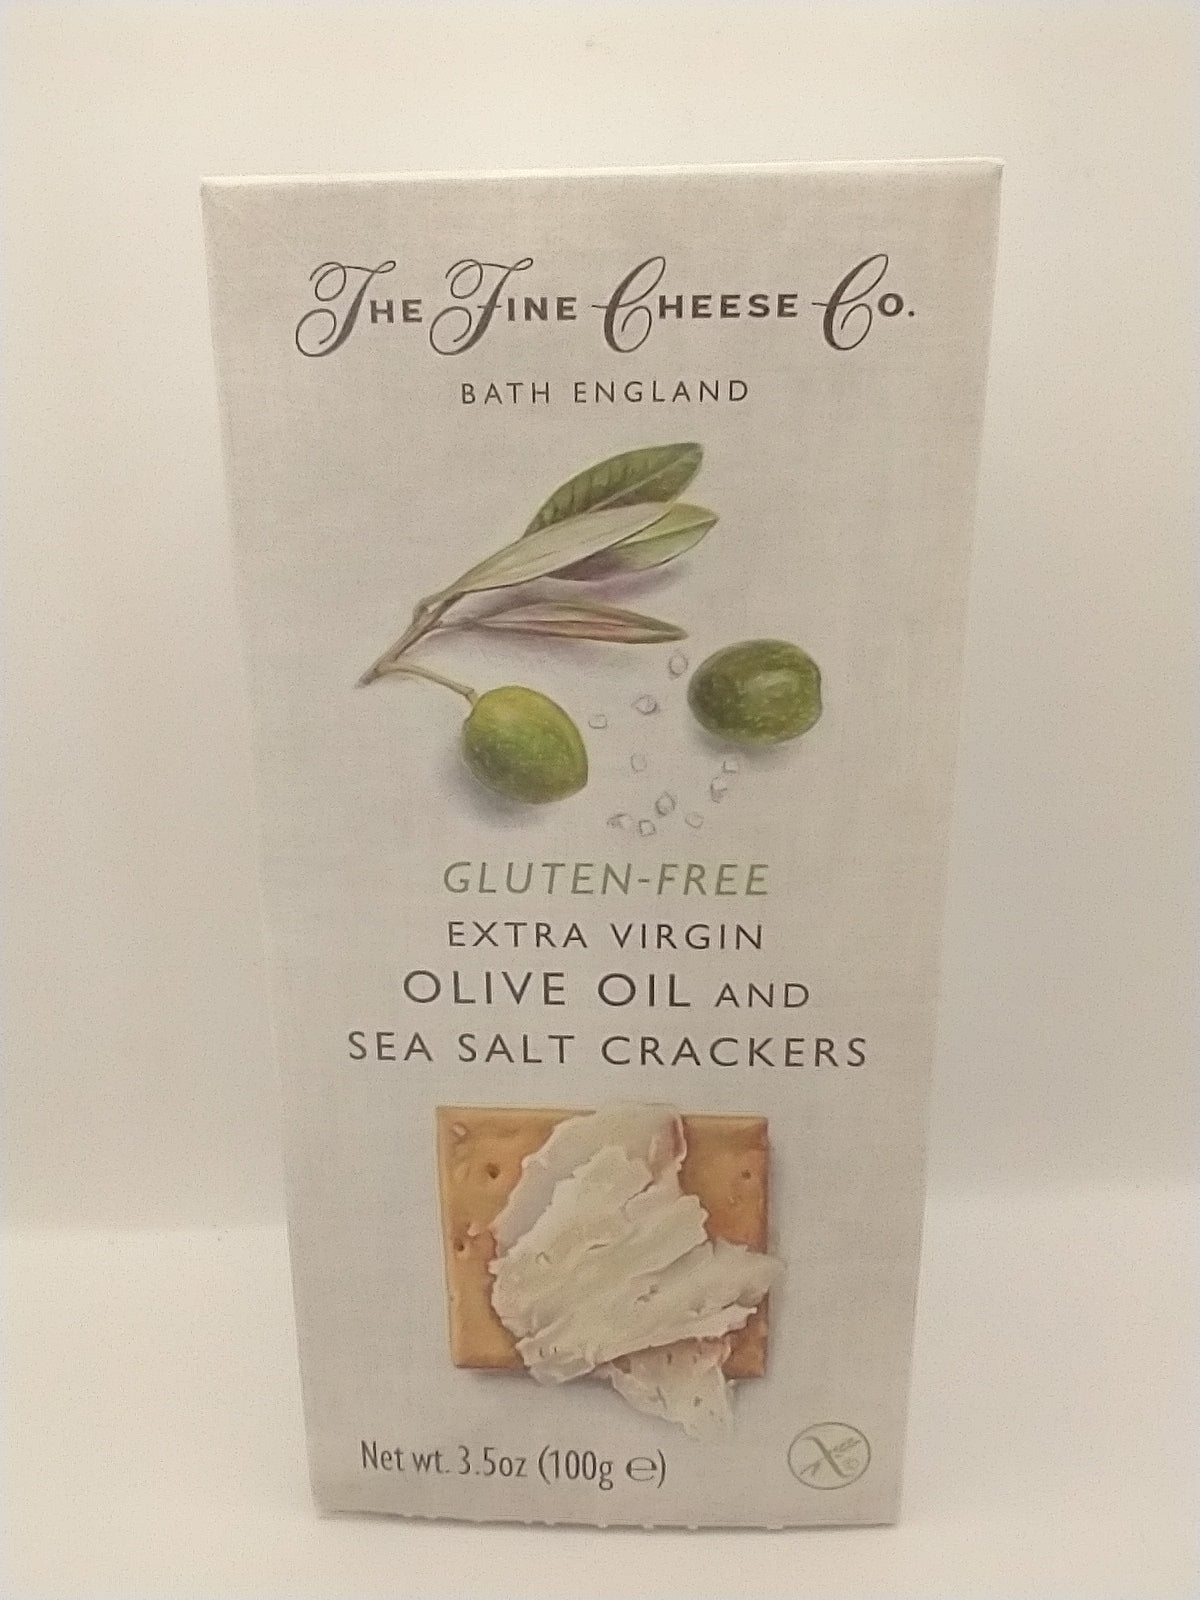 The Fine Cheese Co.
BATH ENGLAND
GLUTEN-FREE
EXTRA VIRGIN
OLIVE OIL AND
SEA SALT CRACKERS
Net wt. 3.5oz (100g ℮)